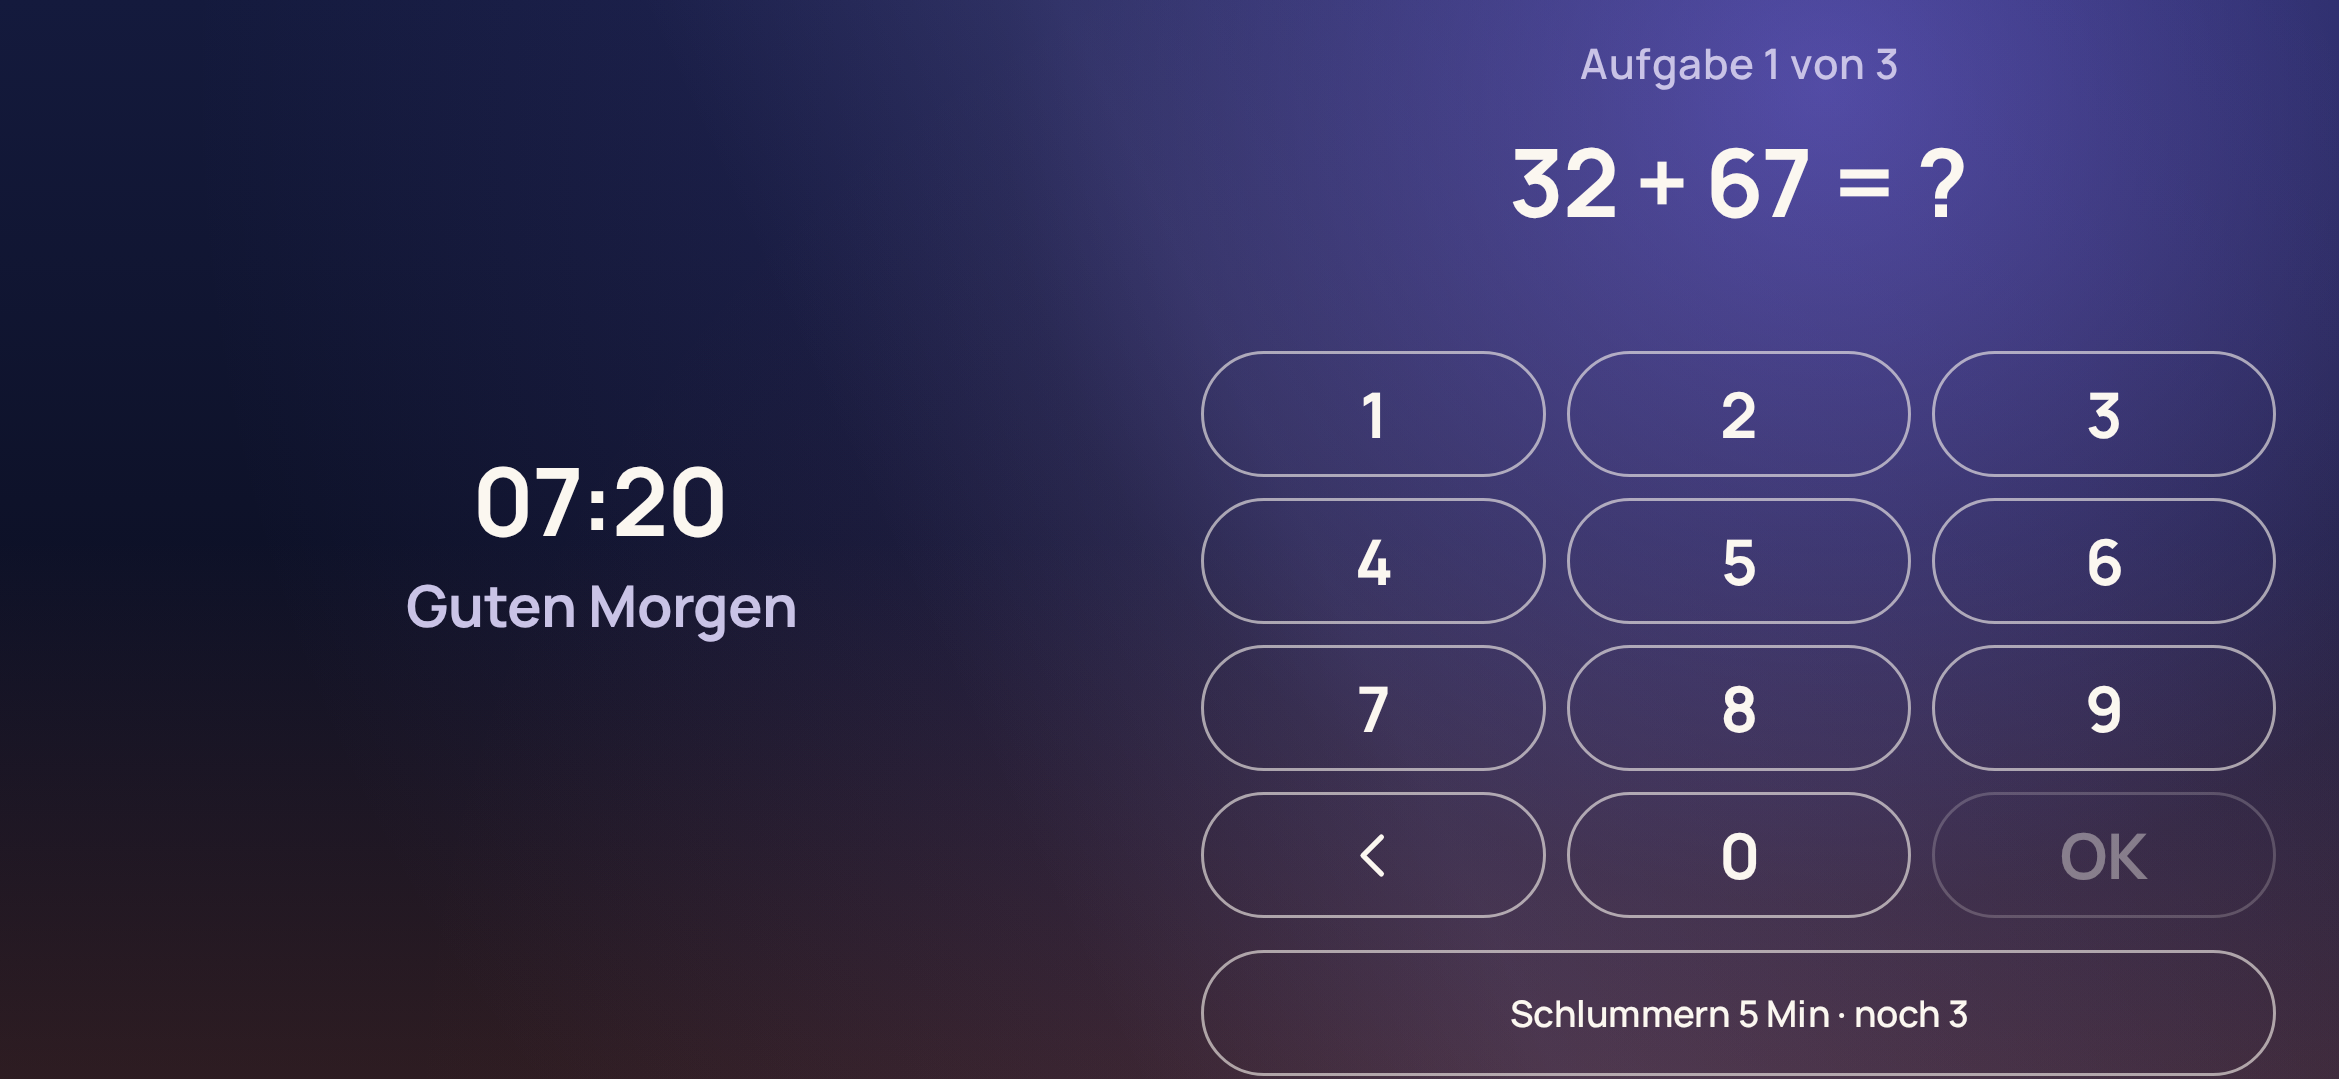 07:20
Guten Morgen
Aufgabe 1 von 3
32 + 67 = ?
1 2 3
4 5 6
7 8 9
< 0 OK
Schlummern 5 Min · noch 3